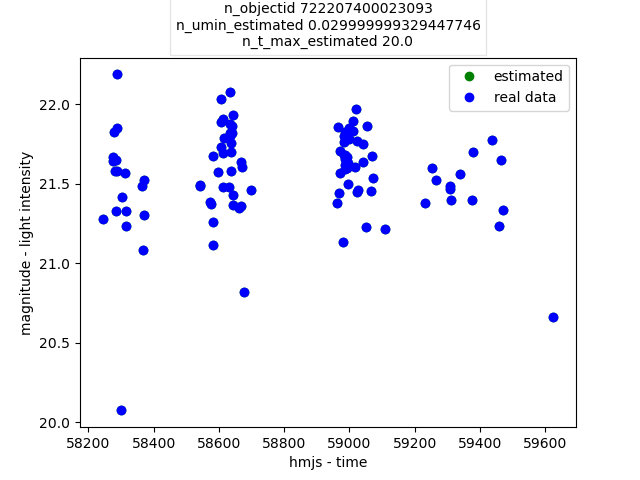 n_objectid 722207400023093
n_umin_estimated 0.029999999329447746
n_t_max_estimated 20.0
estimated
real data
magnitude - light intensity
22.0
21.5
21.0
20.5
20.0
58200 58400 58600 58800 59000 59200 59400 59600
hmjs - time